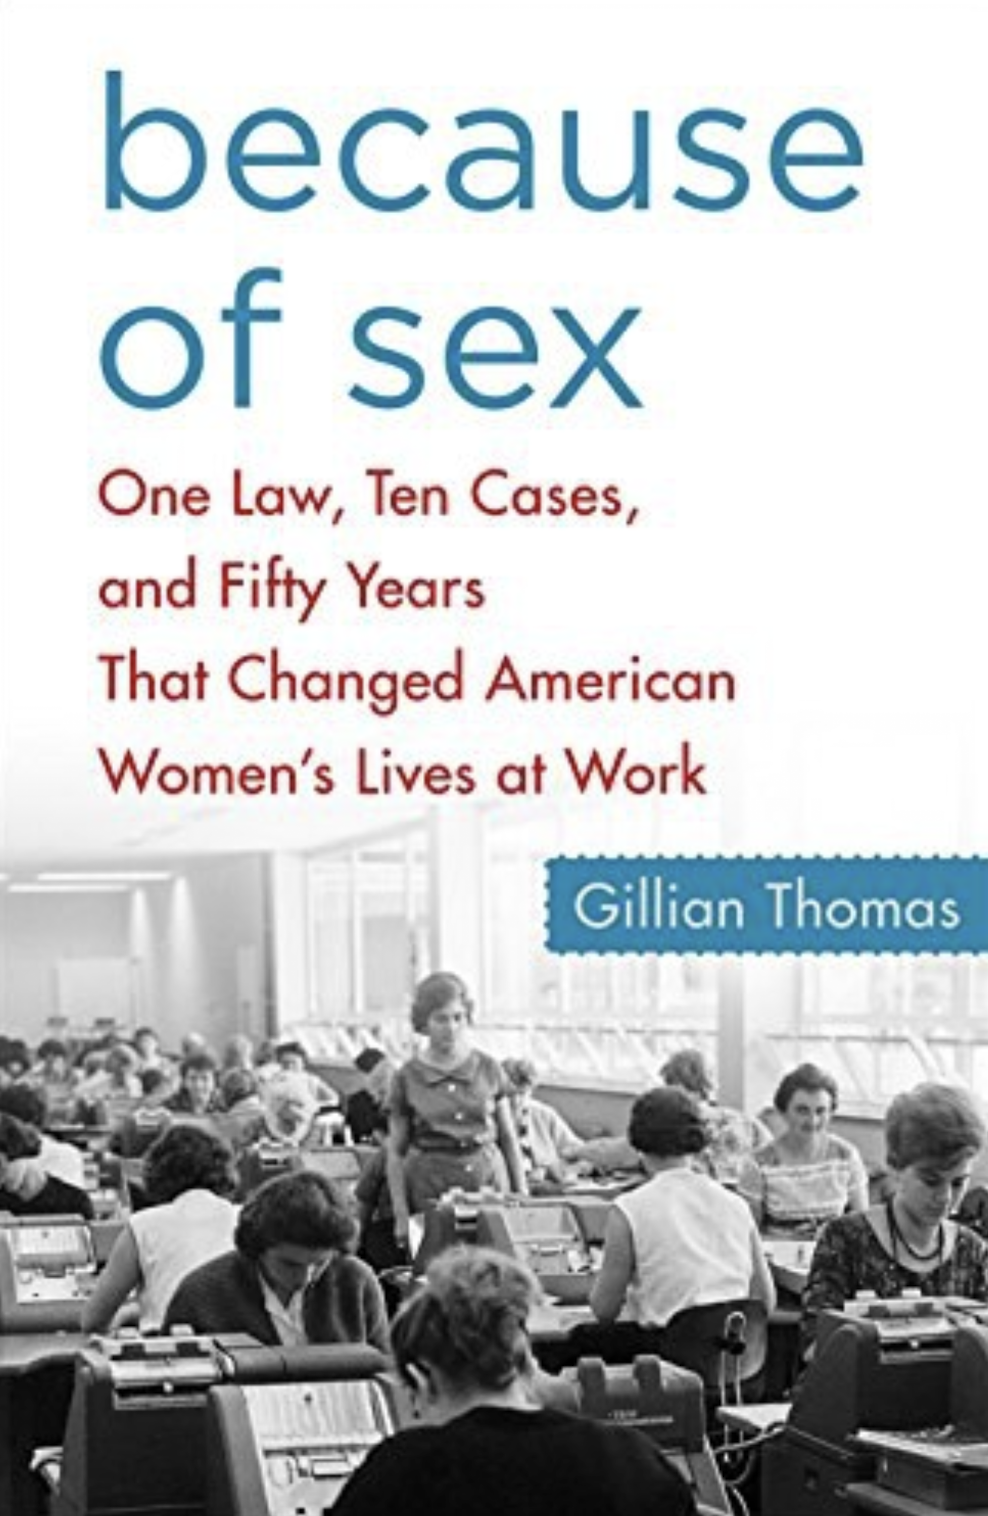 because
of sex
One Law, Ten Cases,
and Fifty Years
That Changed American
Women's Lives at Work
Gillian Thomas